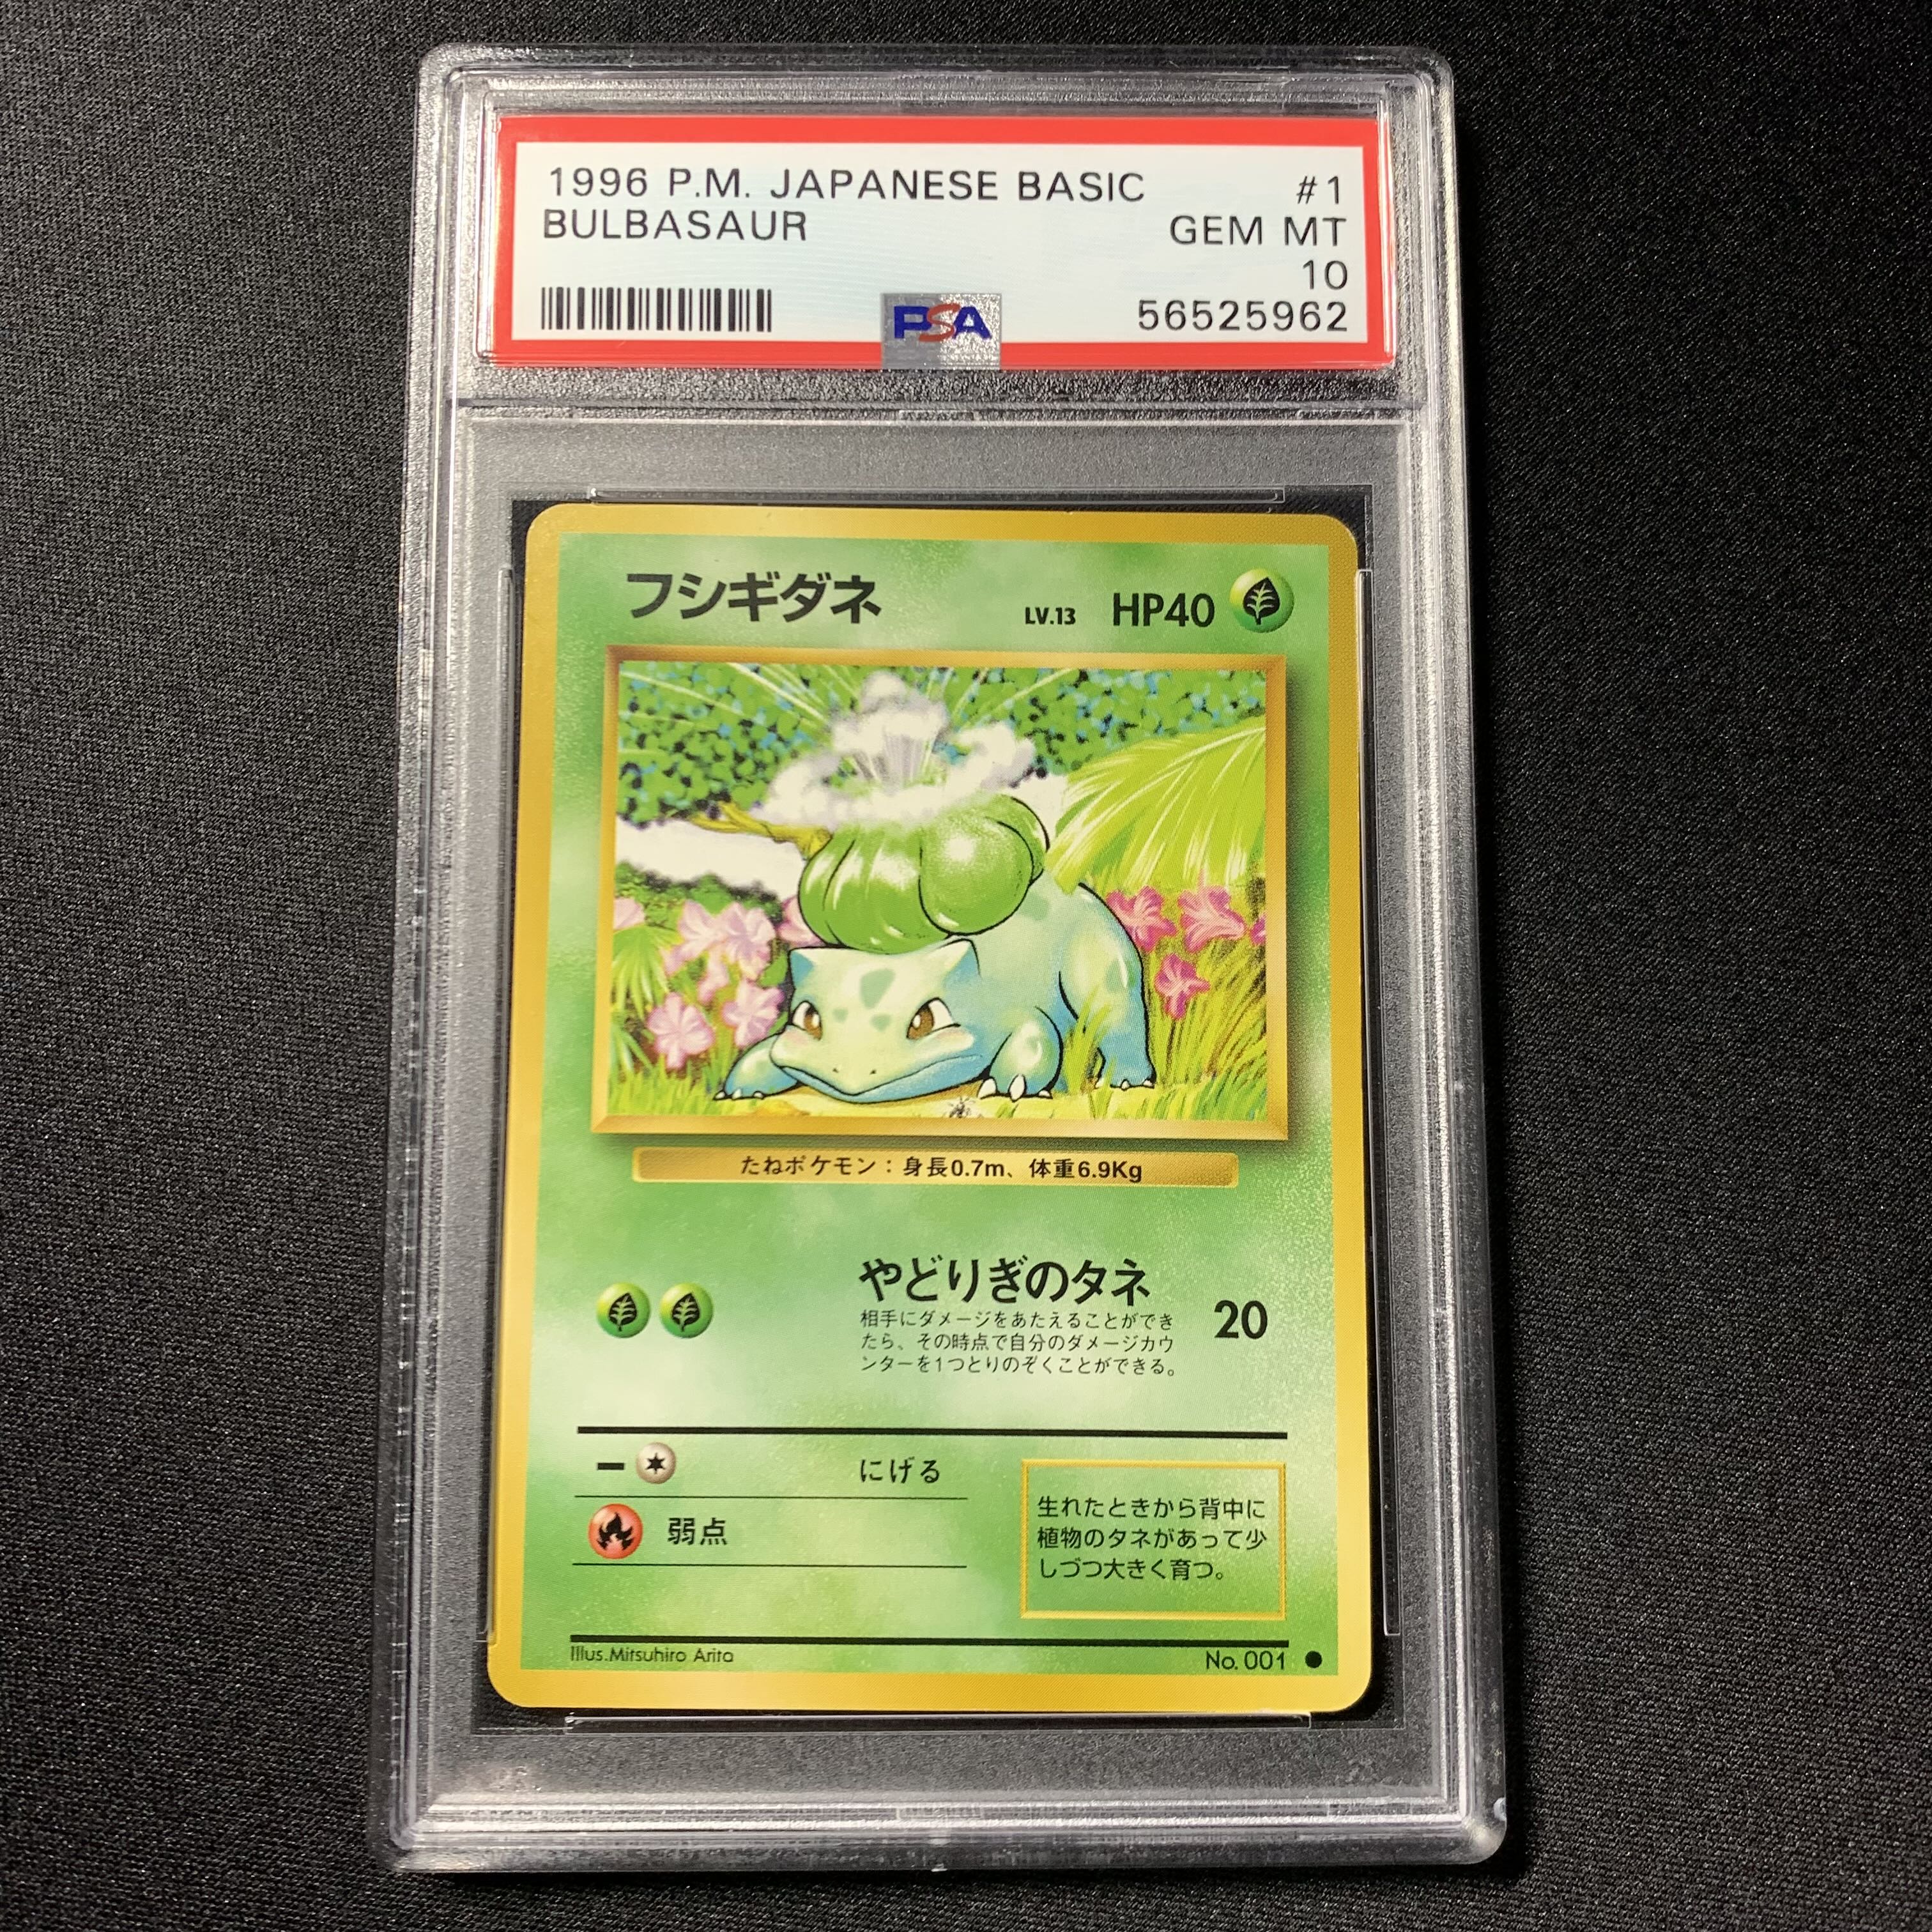 1996 P.M. JAPANESE BASIC #1
BULBASAUR GEM MT
10
PSA 56525962
フシギダネ LV.13 HP40
たねポケモン：身長0.7m、体重6.9Kg
やどりぎのタネ
相手にダメージをあたえることができ
たら、その時点で自分のダメージカウ
ンターを1つとりのぞくことができる。
20
にげる
弱点
生れたときから背中に
植物のタネがあって少
しづつ大きく育つ。
Illus.Mitsuhiro Arita No.001